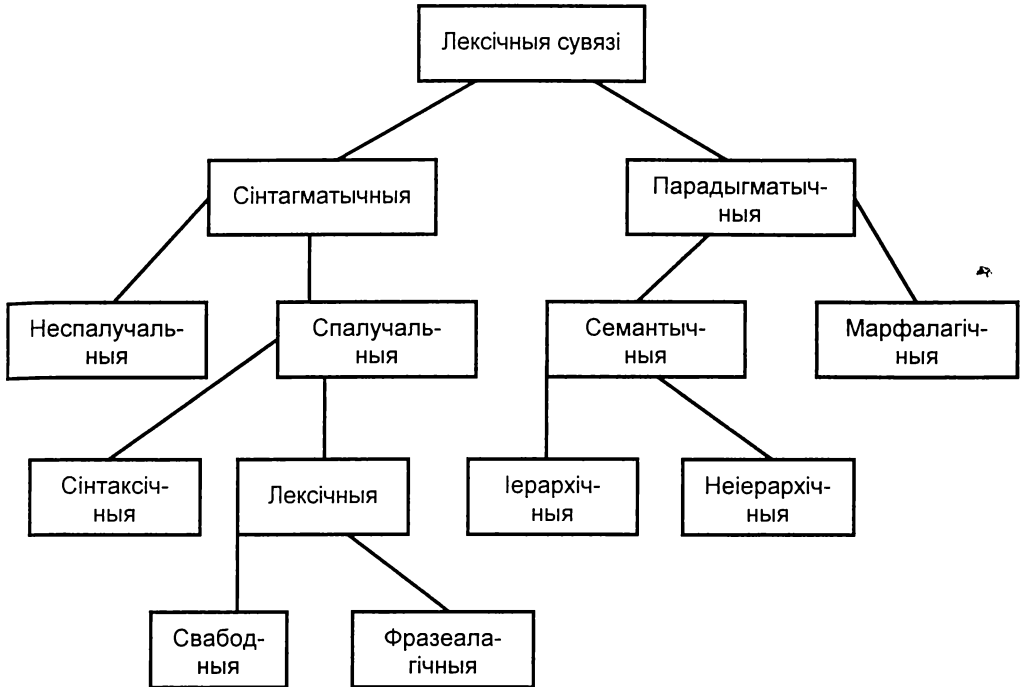 Лексічныя сувязі
Сінтагматычныя
Парадыгматыч-
ныя
Неспалучаль-
ныя
Спалучаль-
ныя
Семантыч-
ныя
Марфалагіч-
ныя
Сінтаксіч-
ныя
Лексічныя
Іерархіч-
ныя
Неіерархіч-
ныя
Свабод-
ныя
Фразеала-
гічныя